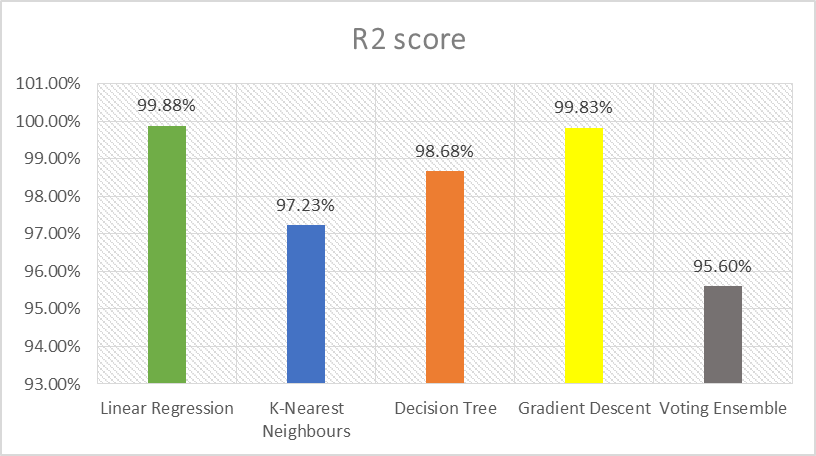 R2 score
101.00%
100.00%
99.00%
98.00%
97.00%
96.00%
95.00%
94.00%
93.00%
99.88%
97.23%
98.68%
99.83%
95.60%
Linear Regression
K-Nearest
Neighbours
Decision Tree
Gradient Descent
Voting Ensemble